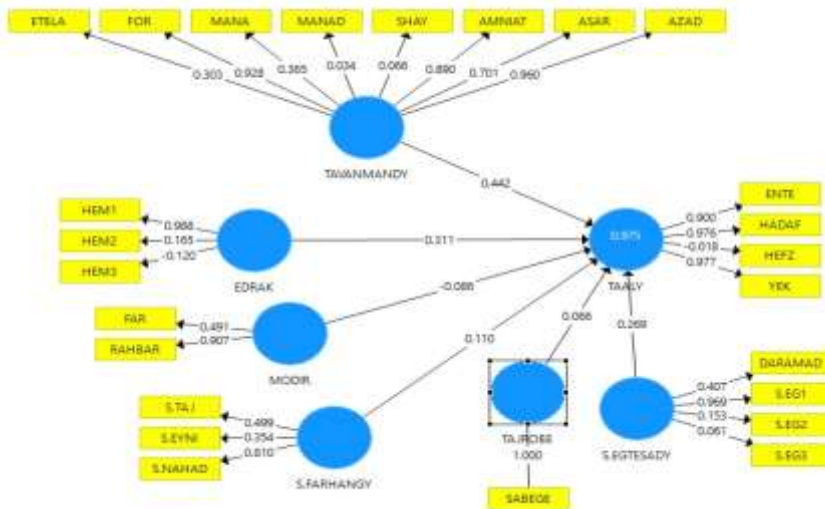 ETELA FOR MANA MANAD SHAY AMNIAT ASAR AZAD
0.303 0.928 0.365 0.034 0.066 0.890 0.701 0.960
TAVANMANDY
0.442
HEM1
HEM2
HEM3
0.988
0.165
-0.120
EDRAK
0.311
0.975
TAALY
ENTE
HADAF
HEFZ
YEK
0.900
0.976
-0.018
0.977
FAR
RAHBAR
0.491
0.907
MODIR
-0.086
S.TAJ
S.EYNI
S.NAHAD
0.499
0.354
0.810
S.FARHANGY
0.110
0.066
TAJROBE
1.000
SABEGE
0.268
S.EGTESADY
DARAMAD
S.EG1
S.EG2
S.EG3
0.407
0.969
0.153
0.061